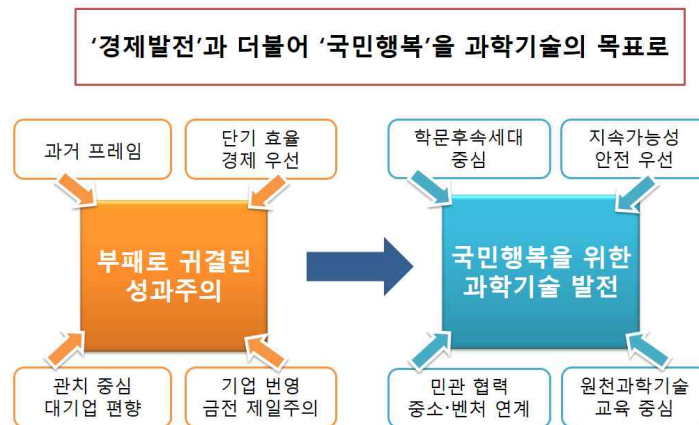 ‘경제발전’과 더불어 ‘국민행복’을 과학기술의 목표로
과거 프레임
단기 효율
경제 우선
부패로 귀결된
성과주의
관치 중심
대기업 편향
기업 번영
금전 제일주의
학문후속세대
중심
지속가능성
안전 우선
국민행복을 위한
과학기술 발전
민관 협력
중소·벤처 연계
원천과학기술
교육 중심